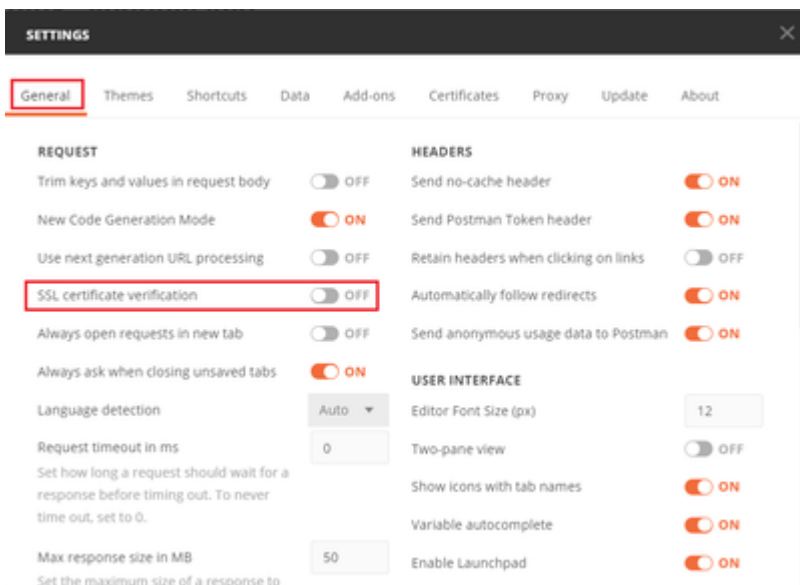 SETTINGS
General Themes Shortcuts Data Add-ons Certificates Proxy Update About
REQUEST
Trim keys and values in request body OFF
New Code Generation Mode ON
Use next generation URL processing OFF
SSL certificate verification OFF
Always open requests in new tab OFF
Always ask when closing unsaved tabs ON
Language detection Auto
Request timeout in ms 0
Set how long a request should wait for a
response before timing out. To never
time out, set to 0.
Max response size in MB 50
Set the maximum size of a response to
HEADERS
Send no-cache header ON
Send Postman Token header ON
Retain headers when clicking on links OFF
Automatically follow redirects ON
Send anonymous usage data to Postman ON
USER INTERFACE
Editor Font Size (px) 12
Two-pane view OFF
Show icons with tab names ON
Variable autocomplete ON
Enable Launchpad ON